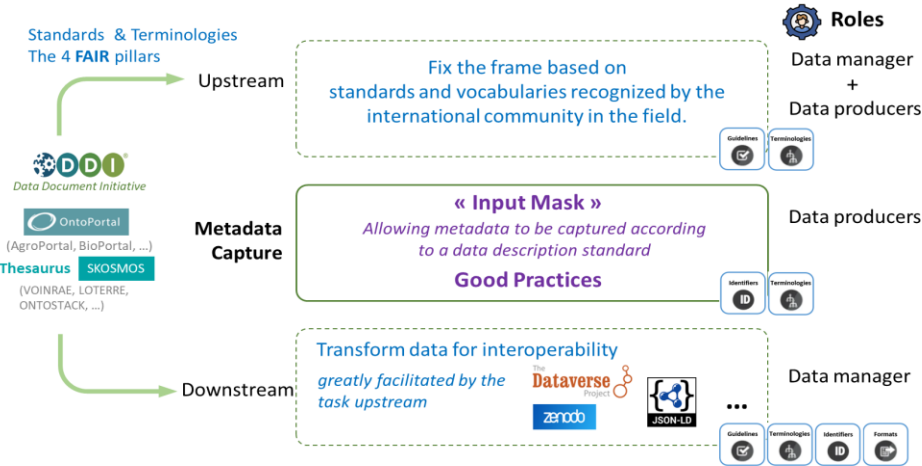 Standards & Terminologies
The 4 FAIR pillars
Roles
Upstream
Fix the frame based on
standards and vocabularies recognized by the
international community in the field.
Data manager
+
Data producers
Guidelines
Terminologies
DDI
Data Document Initiative
OntoPortal
(AgroPortal, BioPortal, ...)
Thesaurus
SKOSMOS
(VOINRAE, LOTERRE,
ONTOSTACK, ...)
Metadata
Capture
« Input Mask »
Allowing metadata to be captured according
to a data description standard
Good Practices
Data producers
Identifiers
ID
Terminologies
Downstream
Transform data for interoperability
greatly facilitated by the
task upstream
The
Dataverse
Project
zenodo
JSON-LD
...
Data manager
Guidelines
Terminologies
Identifiers
ID
Formats